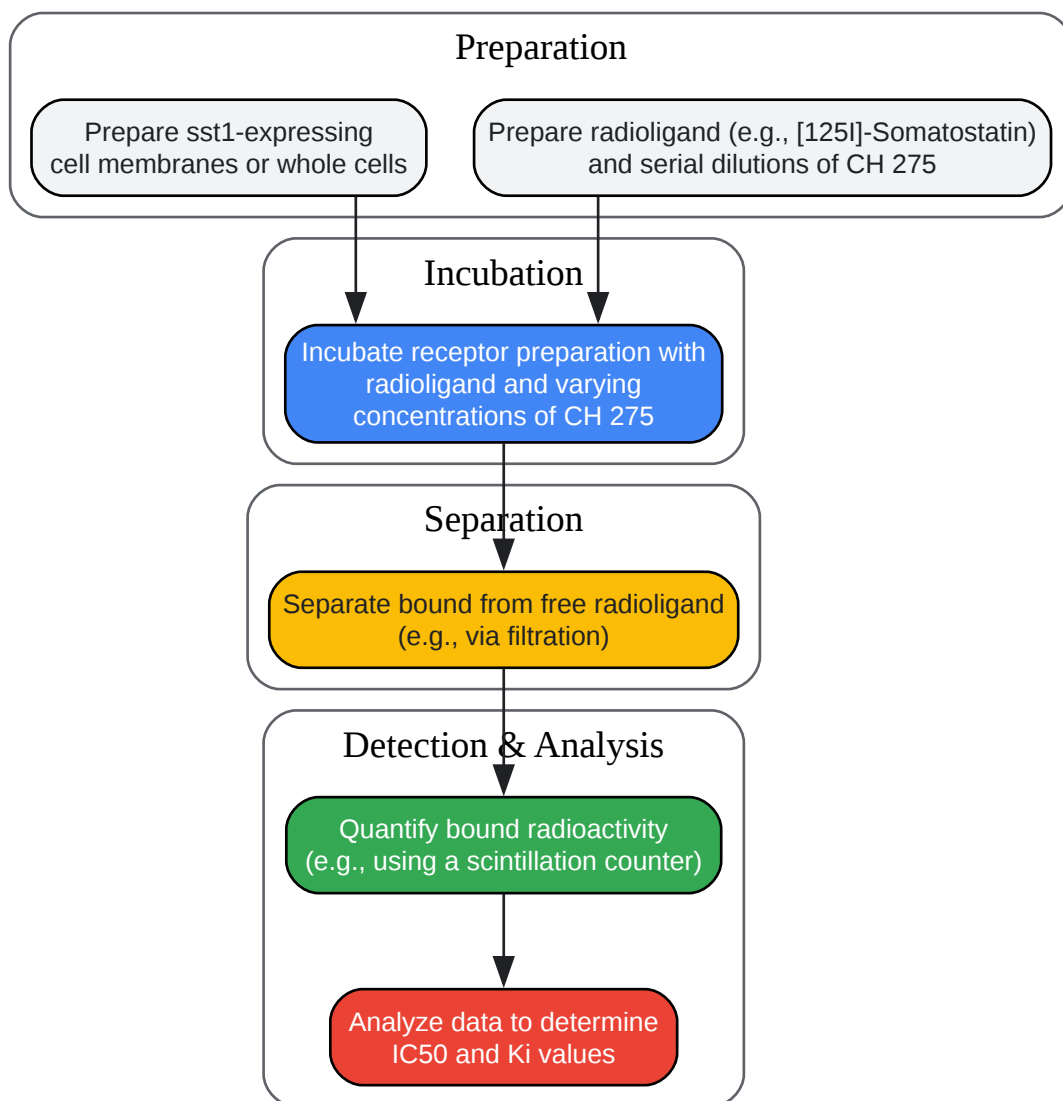 Preparation
Prepare sst1-expressing
cell membranes or whole cells
Prepare radioligand (e.g., [125I]-Somatostatin)
and serial dilutions of CH 275
Incubation
Incubate receptor preparation with
radioligand and varying
concentrations of CH 275
Separation
Separate bound from free radioligand
(e.g., via filtration)
Detection & Analysis
Quantify bound radioactivity
(e.g., using a scintillation counter)
Analyze data to determine
IC50 and Ki values